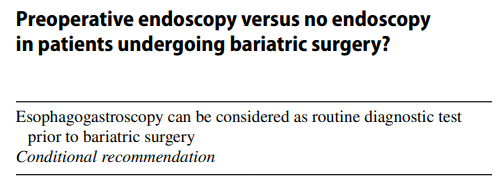 Preoperative endoscopy versus no endoscopy
in patients undergoing bariatric surgery?
Esophagogastroscopy can be considered as routine diagnostic test
prior to bariatric surgery
Conditional recommendation